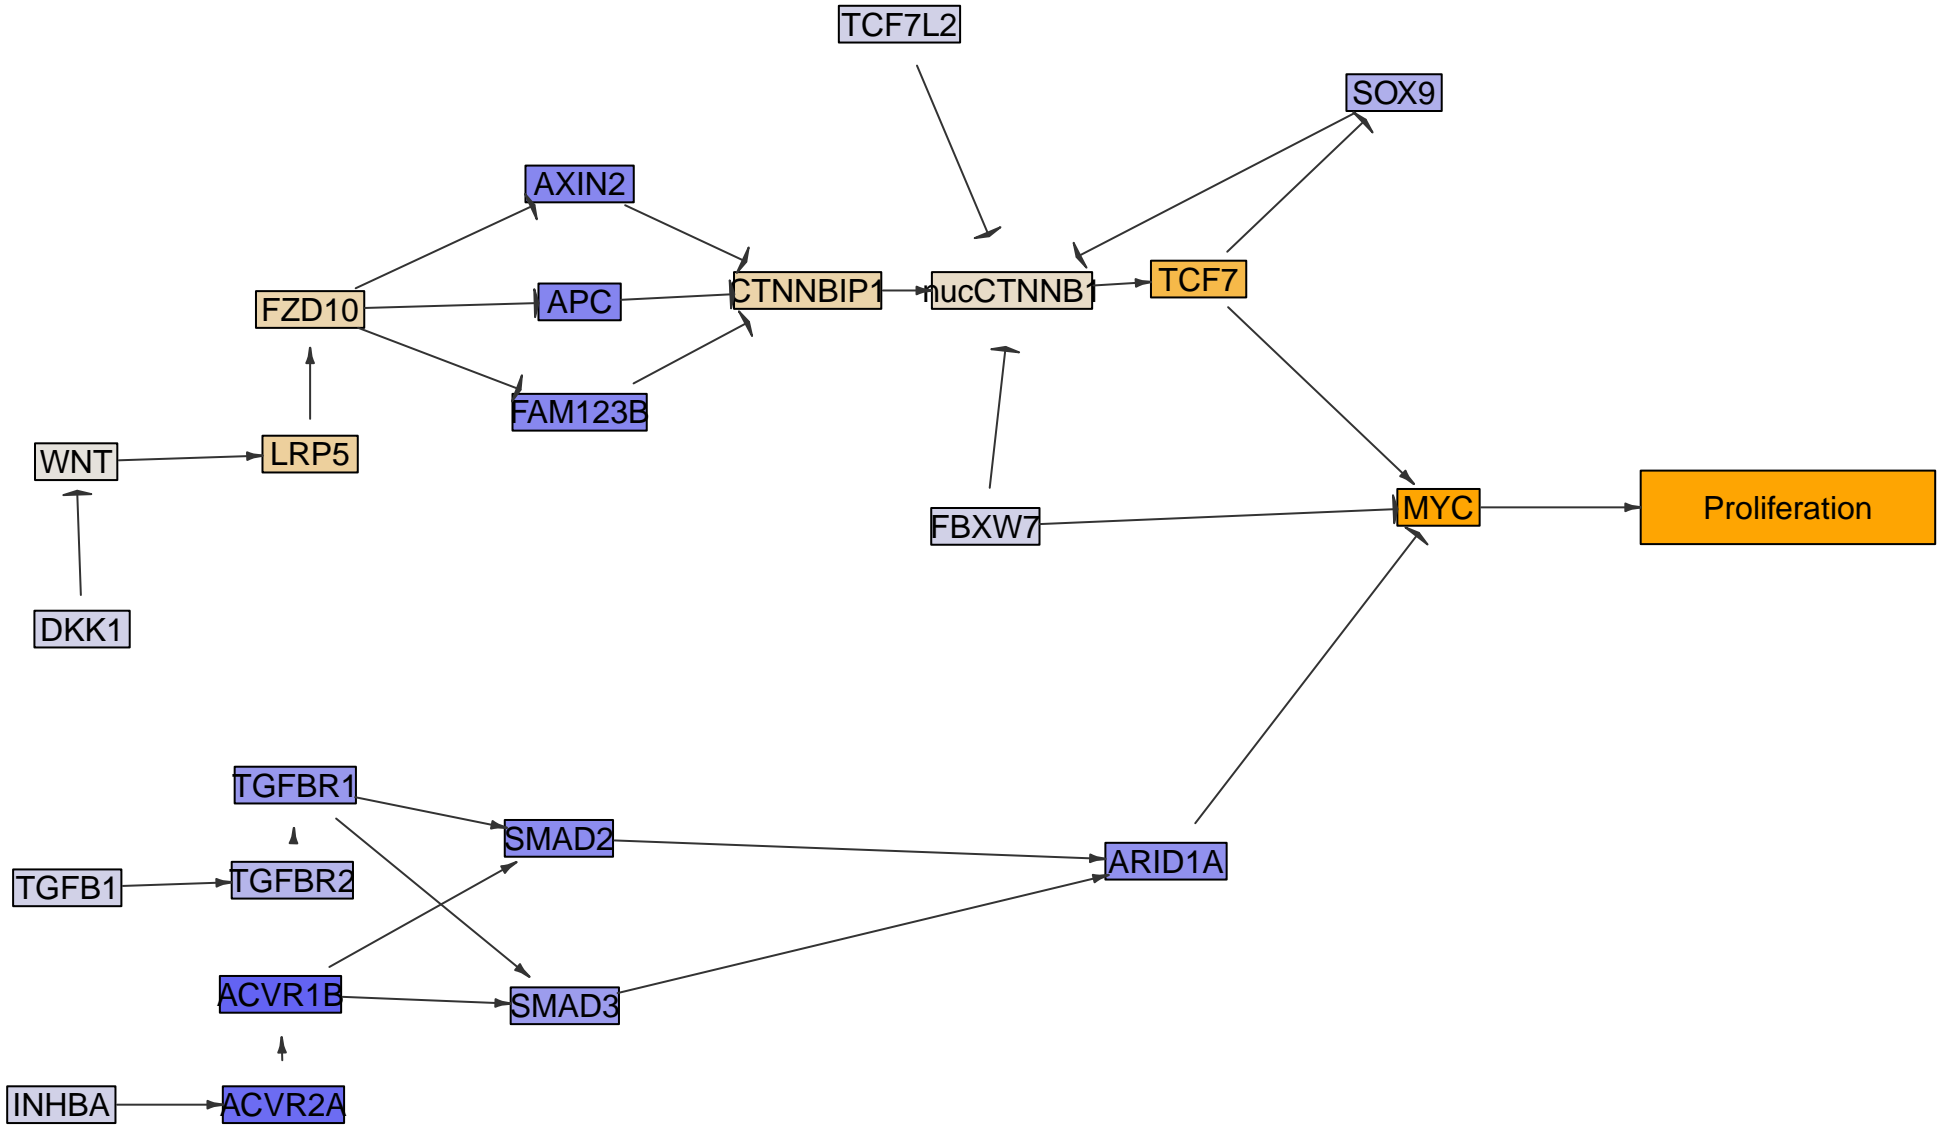 TCF7L2
SOX9
AXIN2
TCF7
CTNNBIP1
nucCTNNB1
APC
FZD10
FAM123B
LRP5
WNT
MYC
Proliferation
FBXW7
DKK1
TGFBR1
SMAD2
ARID1A
TGFBR2
TGFB1
ACVR1B
SMAD3
INHBA
ACVR2A